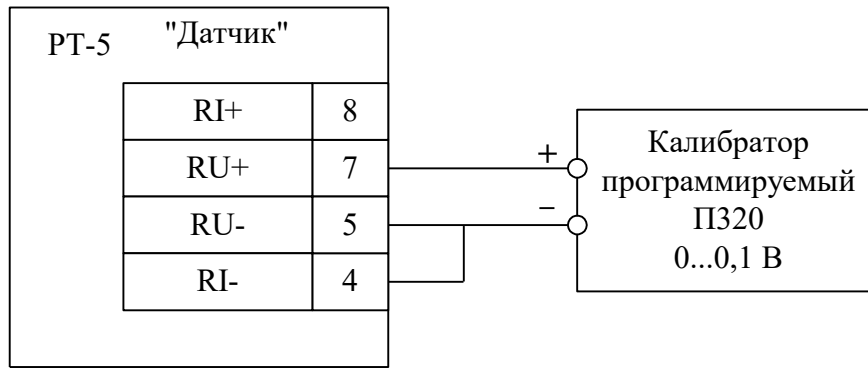 РТ-5 "Датчик"
RI+ 8
RU+ 7
RU- 5
RI- 4
+
−
Калибратор
программируемый
П320
0...0,1 В